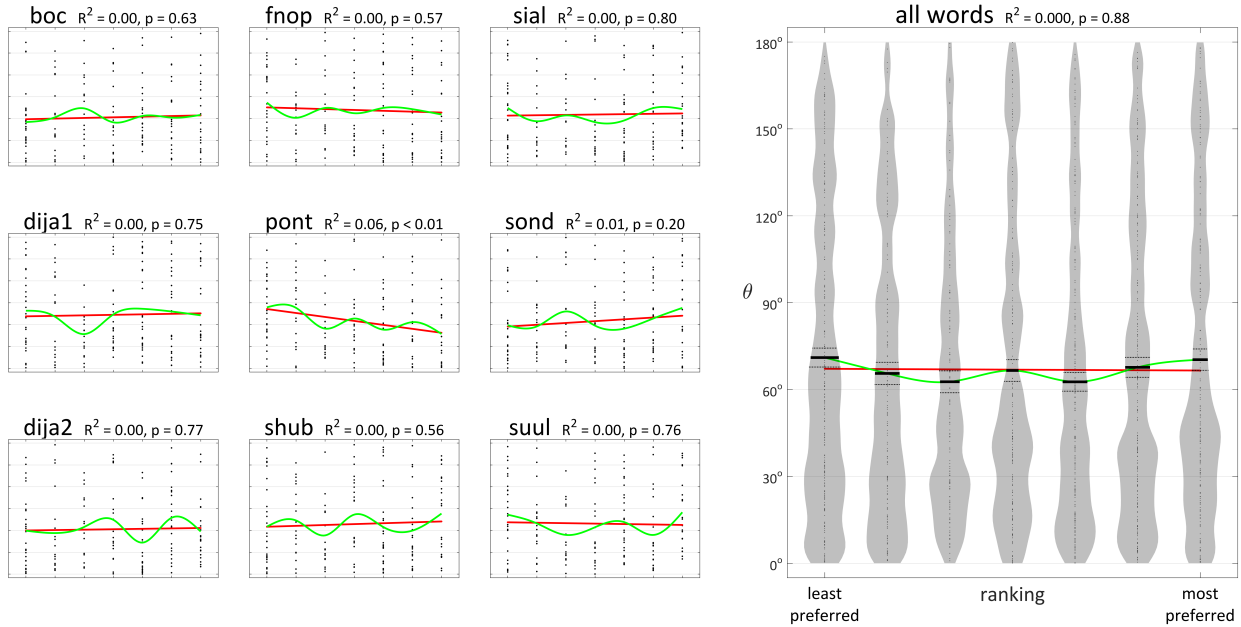 boc R² = 0.00, p = 0.63
fnop R² = 0.00, p = 0.57
sial R² = 0.00, p = 0.80
all words R² = 0.000, p = 0.88
dija1 R² = 0.00, p = 0.75
pont R² = 0.06, p < 0.01
sond R² = 0.01, p = 0.20
dija2 R² = 0.00, p = 0.77
shub R² = 0.00, p = 0.56
suul R² = 0.00, p = 0.76
180°
150°
120°
90°
θ
60°
30°
0°
least
preferred
ranking
most
preferred